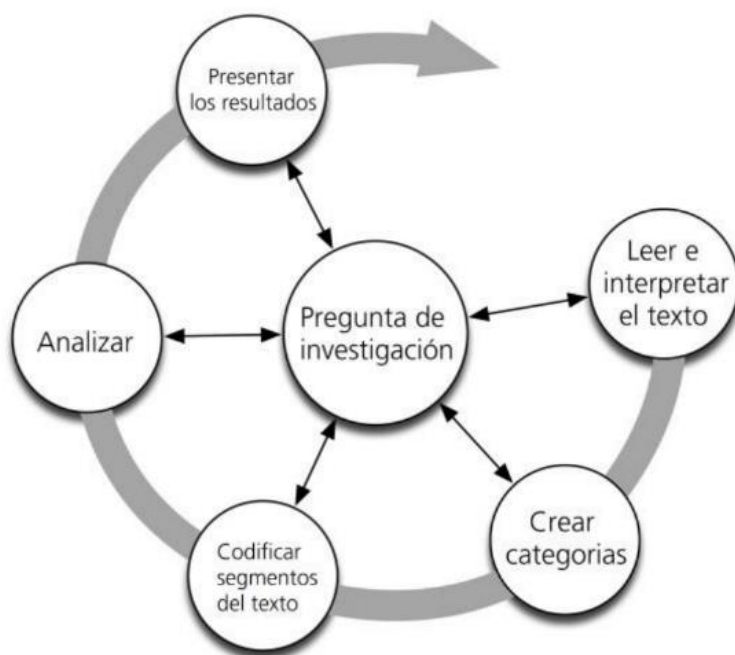 Presentar
los resultados
Leer e
interpretar
el texto
Pregunta de
investigación
Analizar
Crear
categorias
Codificar
segmentos
del texto